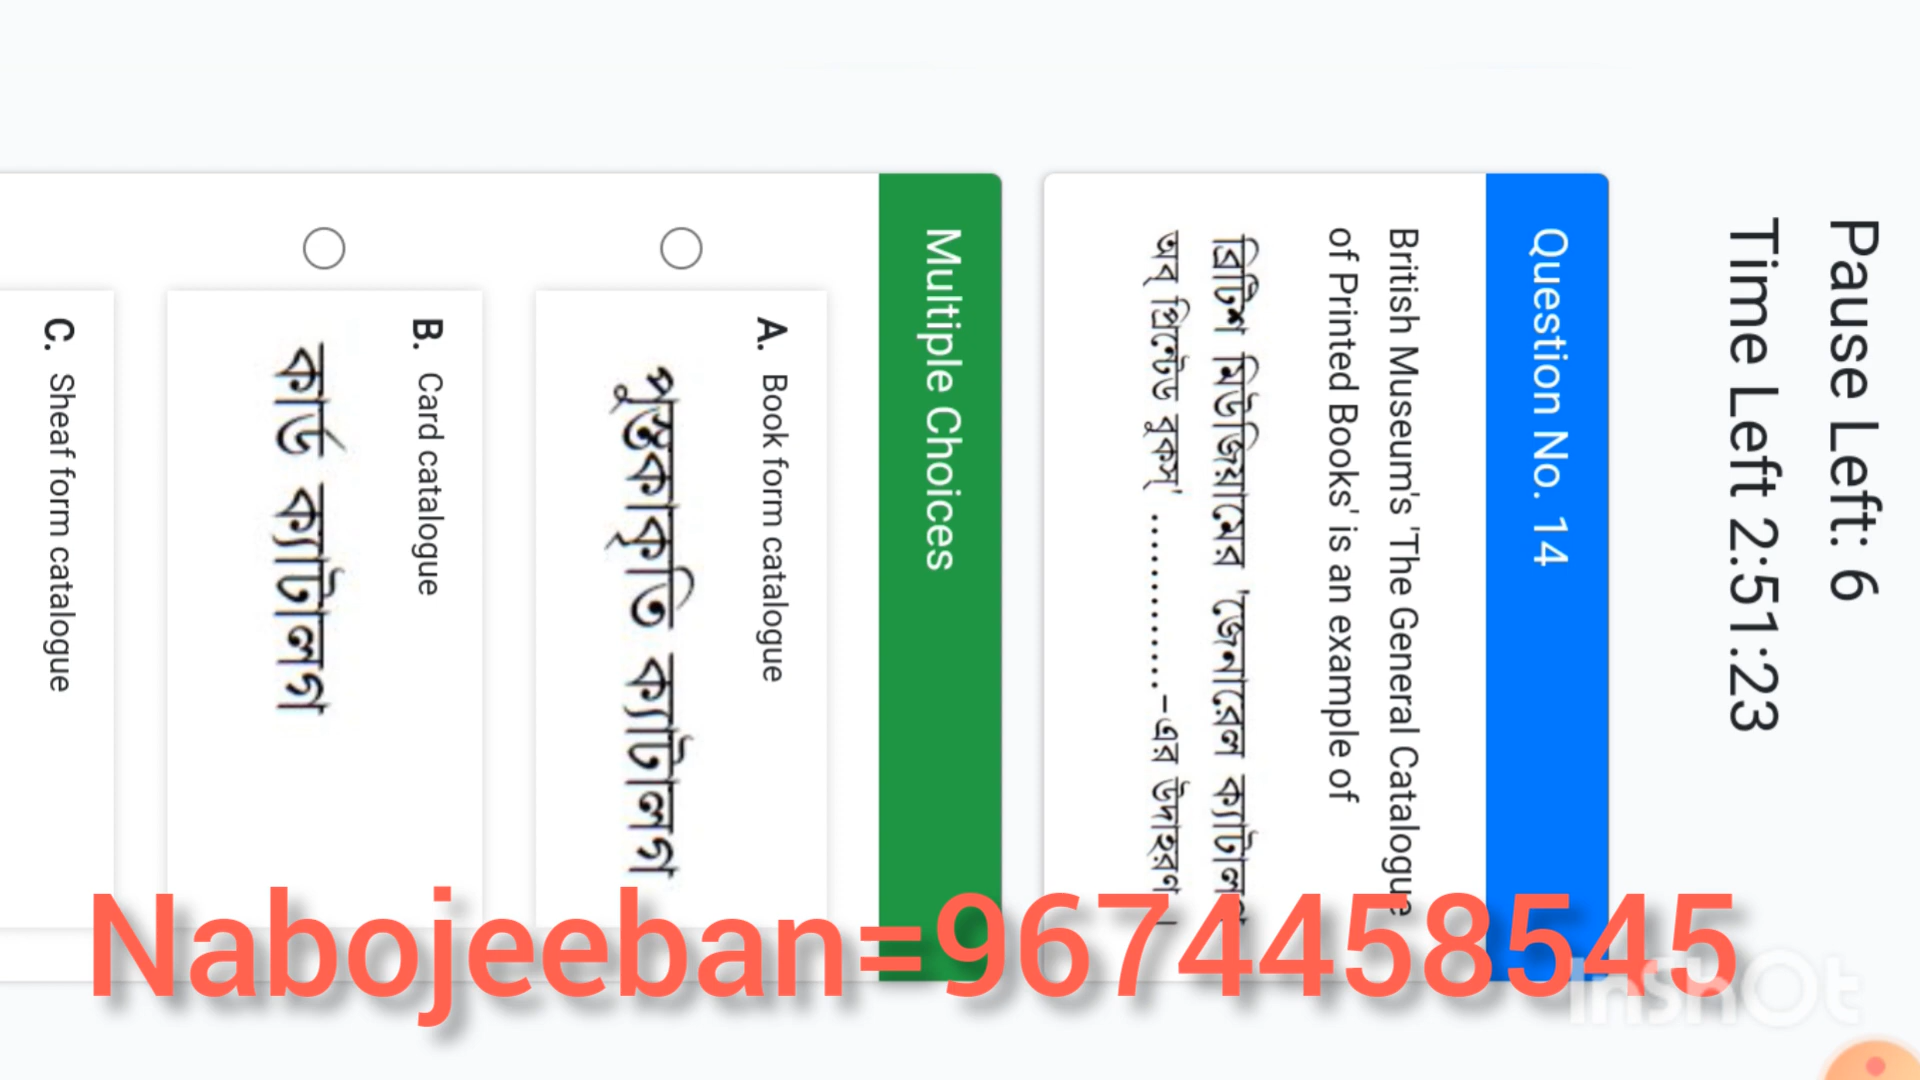 Pause Left: 6
Time Left 2:51:23
Question No. 14
British Museum's 'The General Catalogue
of Printed Books' is an example of
ব্রিটিশ মিউজিয়ামের 'জেনারেল ক্যাটালগ
অব্ প্রিন্টেড বুকস্' ..............-এর উদাহরণ।
Multiple Choices
A. Book form catalogue
পুস্তকাকৃতি ক্যাটালগ
B. Card catalogue
কার্ড ক্যাটালগ
C. Sheaf form catalogue
Nabojeeban=9674458545
InShOt